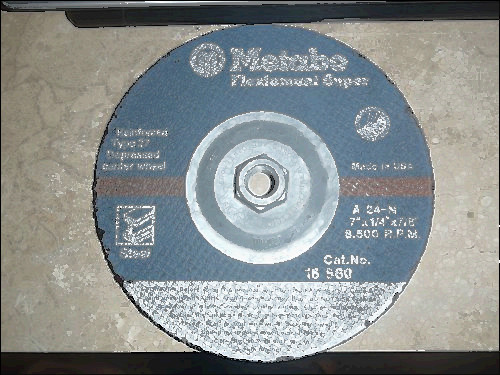 Metabo
Flexiamant Super
Reinforced
Type 27
Depressed
center wheel
Made in USA
Steel
A 24-N
7"x1/4"x7/8"
8.500 R.P.M.
Cat.No.
16 860